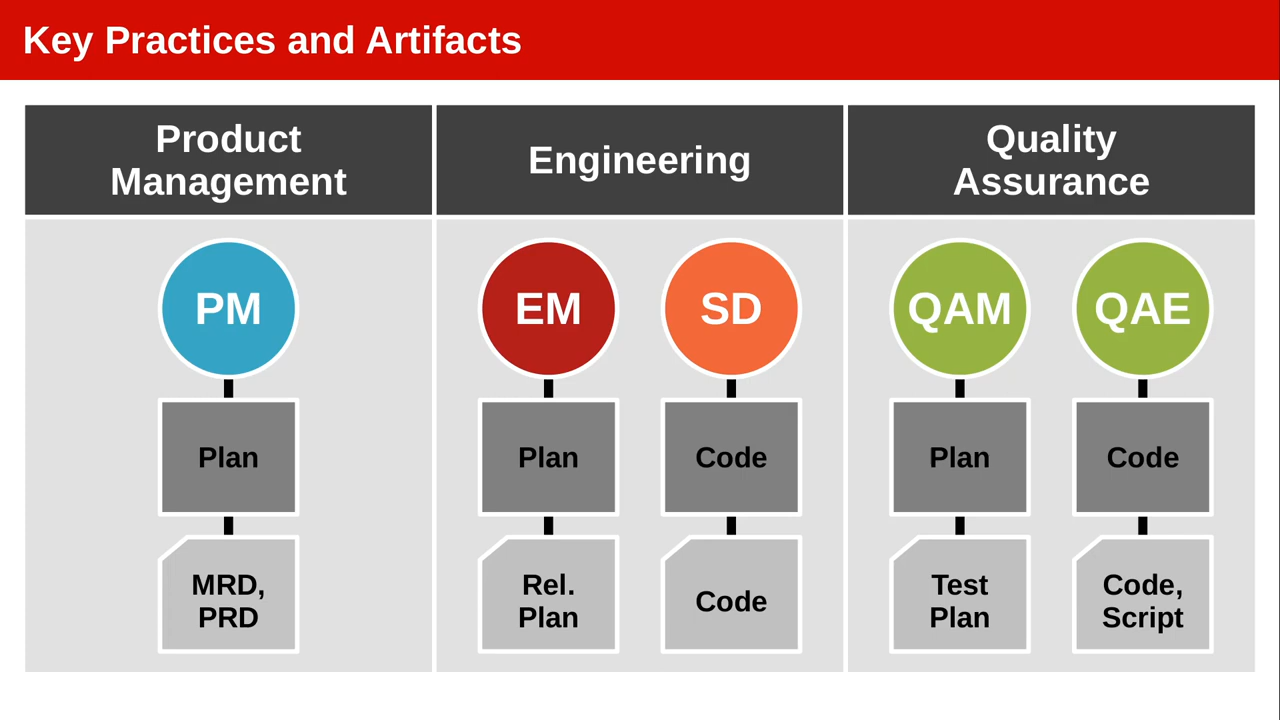 Key Practices and Artifacts
Product
Management
Engineering
Quality
Assurance
PM
EM
SD
QAM
QAE
Plan
Plan
Code
Plan
Code
MRD,
PRD
Rel.
Plan
Code
Test
Plan
Code,
Script